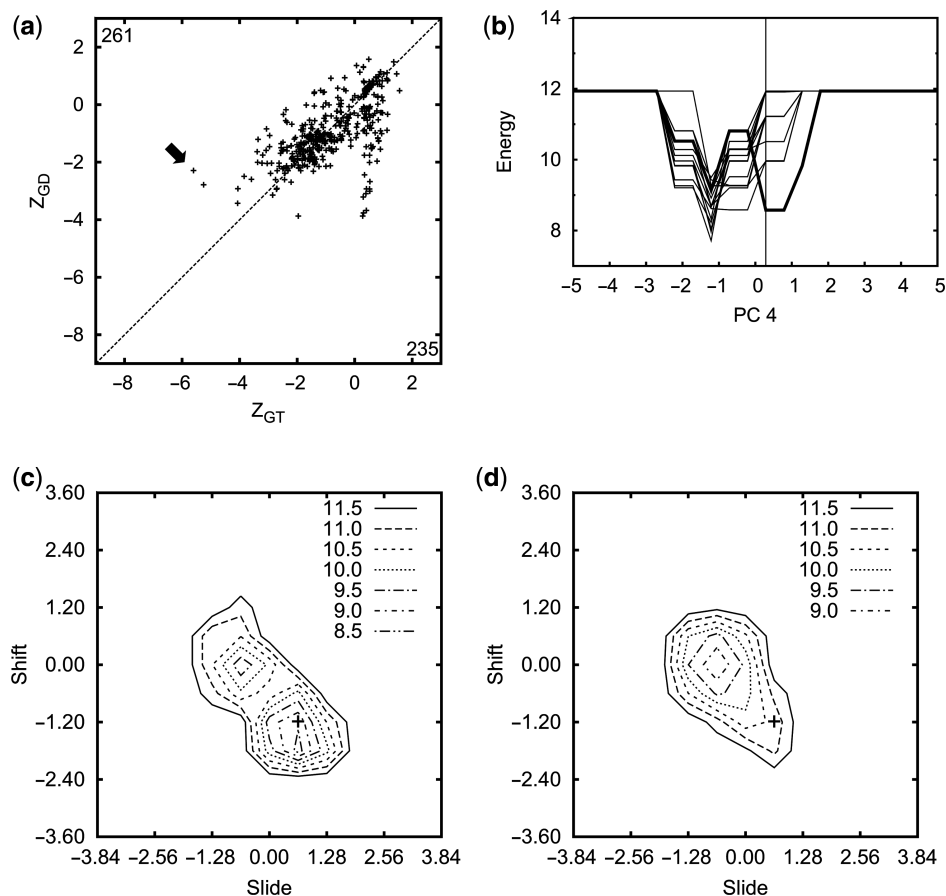 (a)
261
2
0
−2
−4
−6
−8
Z_GD
235
−8 −6 −4 −2 0 2
Z_GT
(b)
14
12
10
8
Energy
−5 −4 −3 −2 −1 0 1 2 3 4 5
PC 4
(c)
3.60
2.40
1.20
0.00
−1.20
−2.40
−3.60
Shift
11.5
11.0
10.5
10.0
9.5
9.0
8.5
−3.84 −2.56 −1.28 0.00 1.28 2.56 3.84
Slide
(d)
3.60
2.40
1.20
0.00
−1.20
−2.40
−3.60
Shift
11.5
11.0
10.5
10.0
9.5
9.0
−3.84 −2.56 −1.28 0.00 1.28 2.56 3.84
Slide